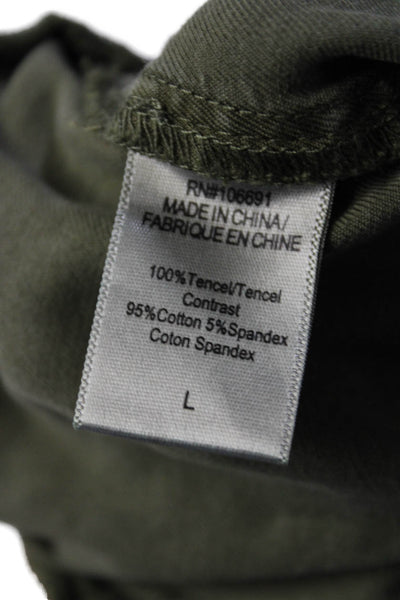 RN#106691
MADE IN CHINA/
FABRIQUE EN CHINE
100%Tencel/Tencel
Contrast
95%Cotton 5%Spandex
Coton Spandex
L